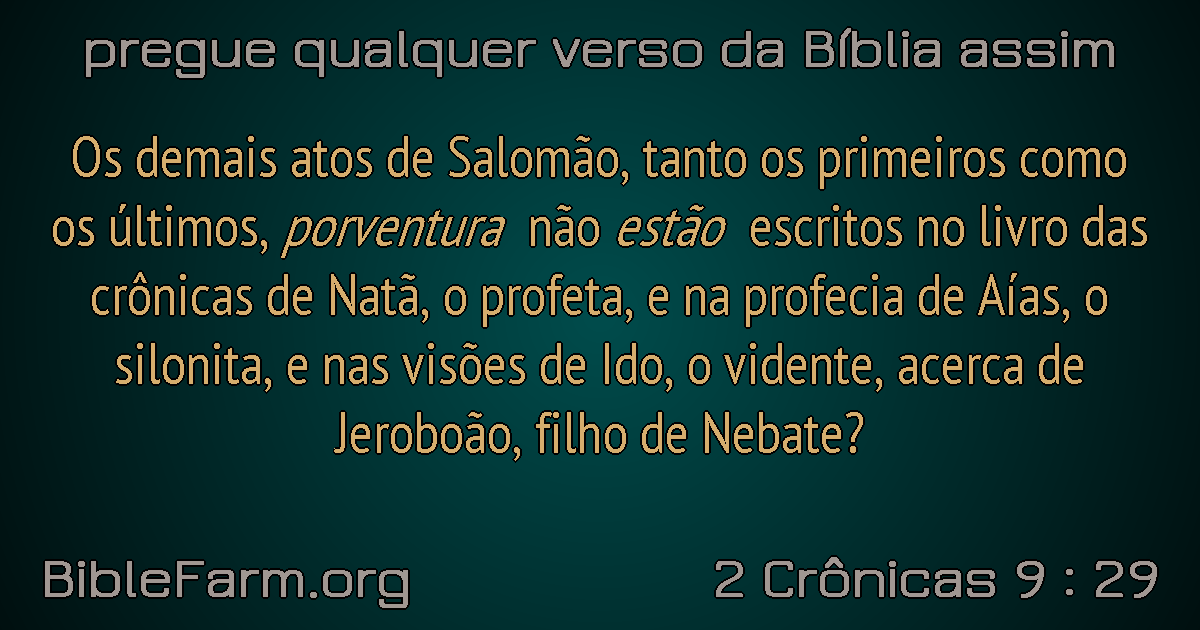 pregue qualquer verso da Bíblia assim
Os demais atos de Salomão, tanto os primeiros como
os últimos, porventura não estão escritos no livro das
crônicas de Natã, o profeta, e na profecia de Aías, o
silonita, e nas visões de Ido, o vidente, acerca de
Jeroboão, filho de Nebate?
BibleFarm.org
2 Crônicas 9 : 29